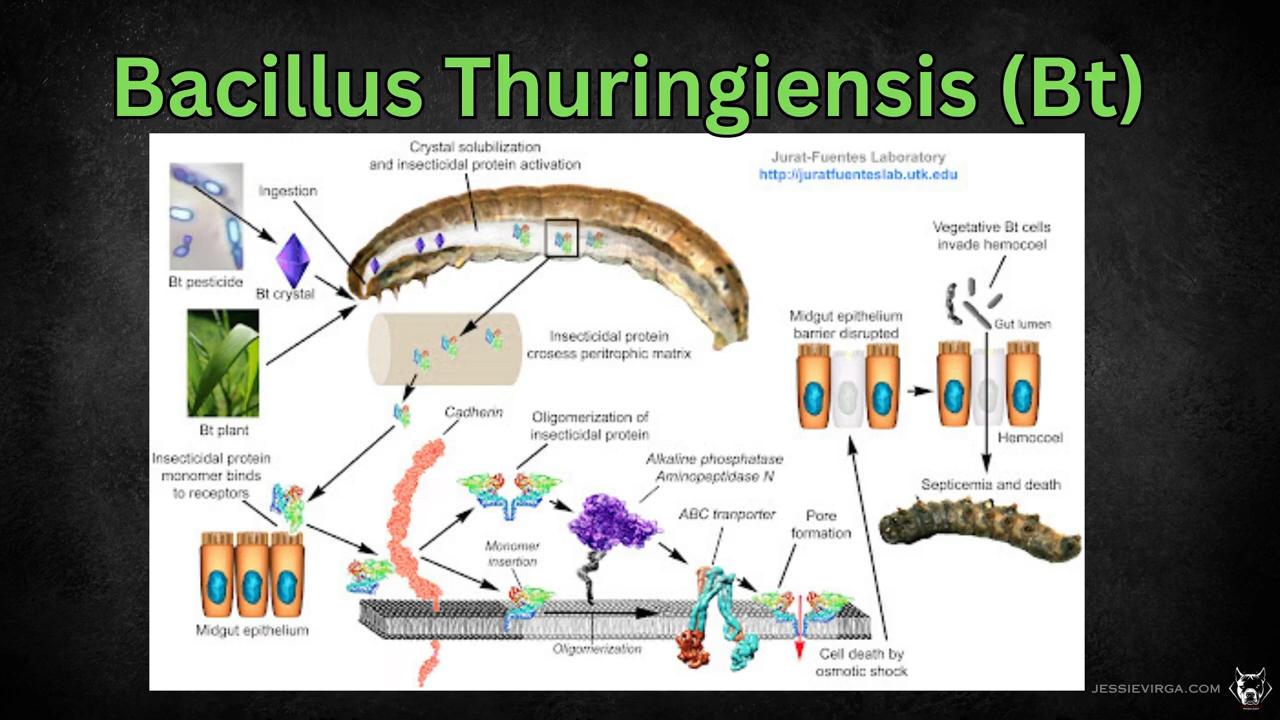 Bacillus Thuringiensis (Bt)
Crystal solubilization
and insecticidal protein activation
Jurat-Fuentes Laboratory
http://juratfuenteslab.utk.edu
Ingestion
Bt pesticide
Bt crystal
Vegetative Bt cells
invade hemocoel
Gut lumen
Midgut epithelium
barrier disrupted
Insecticidal protein
crosess peritrophic matrix
Bt plant
Cadherin
Oligomerization of
insecticidal protein
Hemocoel
Insecticidal protein
monomer binds
to receptors
Alkaline phosphatase
Aminopeptidase N
Septicemia and death
ABC tranporter
Pore
formation
Monomer
insertion
Midgut epithelium
Oligomerization
Cell death by
osmotic shock
JESSIEVIRGA.COM